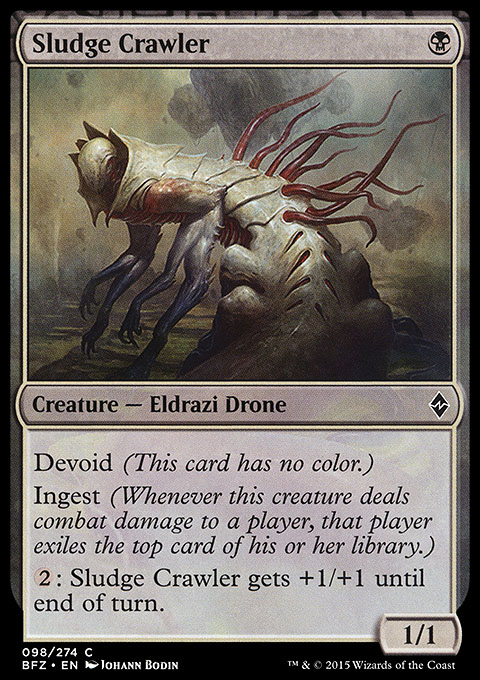 Sludge Crawler
Creature — Eldrazi Drone
Devoid (This card has no color.)
Ingest (Whenever this creature deals
combat damage to a player, that player
exiles the top card of his or her library.)
2: Sludge Crawler gets +1/+1 until
end of turn.
1/1
098/274 C
BFZ • EN Johann Bodin
™ & © 2015 Wizards of the Coast